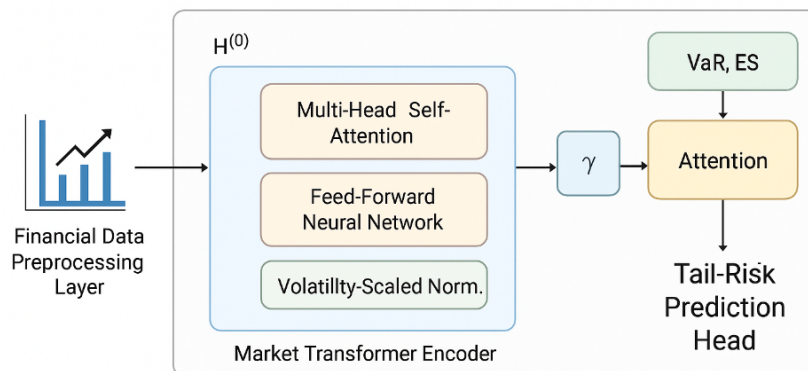 H(0)
Multi-Head Self-
Attention
Feed-Forward
Neural Network
Volatillty-Scaled Norm.
Market Transformer Encoder
Financial Data
Preprocessing
Layer
γ
VaR, ES
Attention
Tail-Risk
Prediction
Head